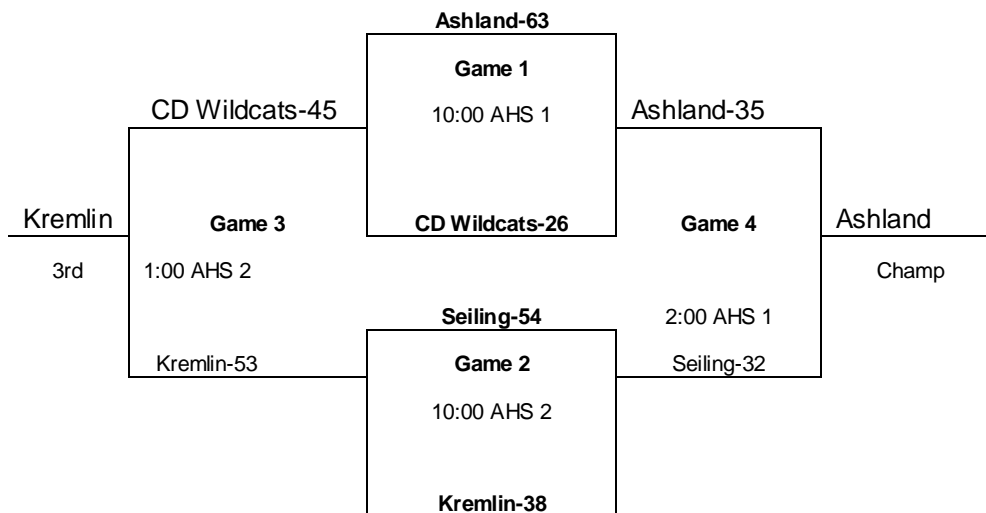 Ashland-63
Game 1
CD Wildcats-45
10:00 AHS 1
Ashland-35
Kremlin
Game 3
CD Wildcats-26
Game 4
Ashland
3rd
1:00 AHS 2
Champ
Seiling-54
2:00 AHS 1
Kremlin-53
Game 2
Seiling-32
10:00 AHS 2
Kremlin-38